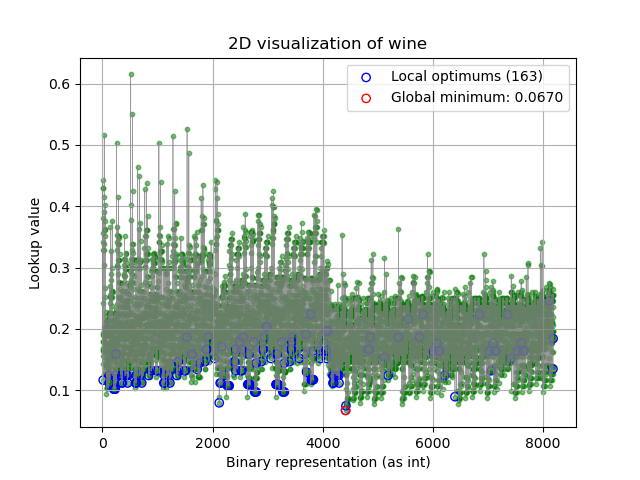 2D visualization of wine
Local optimums (163)
Global minimum: 0.0670
Lookup value
0.6
0.5
0.4
0.3
0.2
0.1
0
2000
4000
6000
8000
Binary representation (as int)